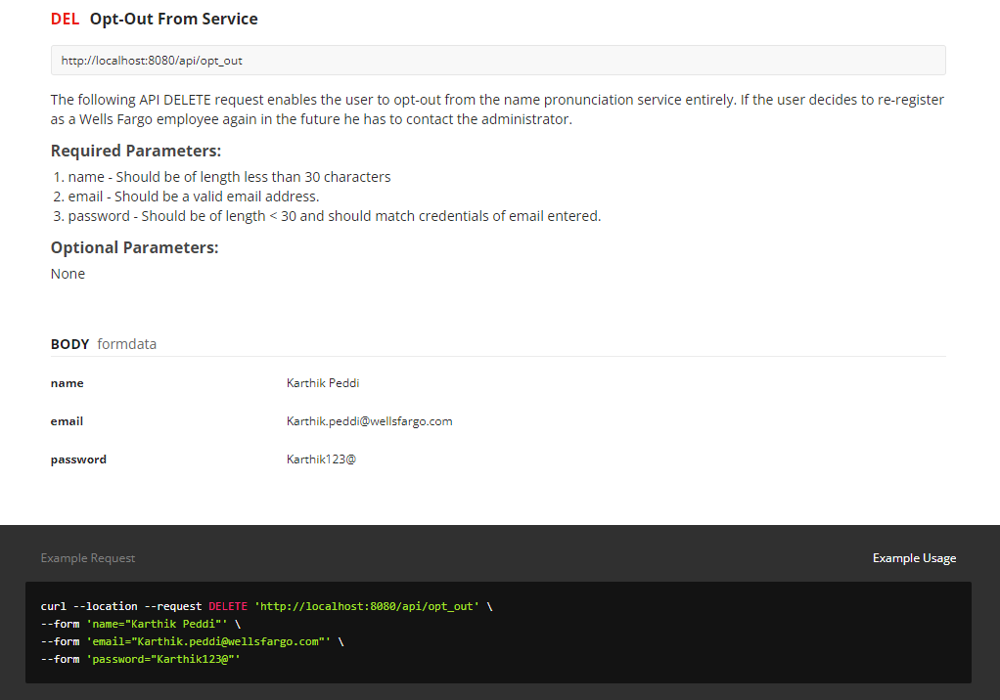 DEL Opt-Out From Service
http://localhost:8080/api/opt_out
The following API DELETE request enables the user to opt-out from the name pronunciation service entirely. If the user decides to re-register
as a Wells Fargo employee again in the future he has to contact the administrator.
Required Parameters:
1. name - Should be of length less than 30 characters
2. email - Should be a valid email address.
3. password - Should be of length < 30 and should match credentials of email entered.
Optional Parameters:
None
BODY formdata
name Karthik Peddi
email Karthik.peddi@wellsfargo.com
password Karthik123@
Example Request Example Usage
curl --location --request DELETE 'http://localhost:8080/api/opt_out' \
--form 'name="Karthik Peddi"' \
--form 'email="Karthik.peddi@wellsfargo.com"' \
--form 'password="Karthik123@"'